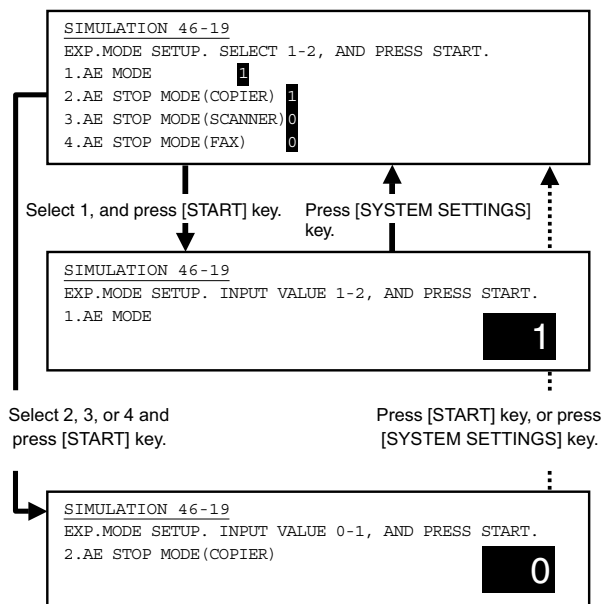 SIMULATION 46-19
EXP.MODE SETUP. SELECT 1-2, AND PRESS START.
1.AE MODE 1
2.AE STOP MODE(COPIER) 1
3.AE STOP MODE(SCANNER) 0
4.AE STOP MODE(FAX) 0
Select 1, and press [START] key.
Press [SYSTEM SETTINGS]
key.
SIMULATION 46-19
EXP.MODE SETUP. INPUT VALUE 1-2, AND PRESS START.
1.AE MODE
1
Select 2, 3, or 4 and
press [START] key.
Press [START] key, or press
[SYSTEM SETTINGS] key.
SIMULATION 46-19
EXP.MODE SETUP. INPUT VALUE 0-1, AND PRESS START.
2.AE STOP MODE(COPIER)
0